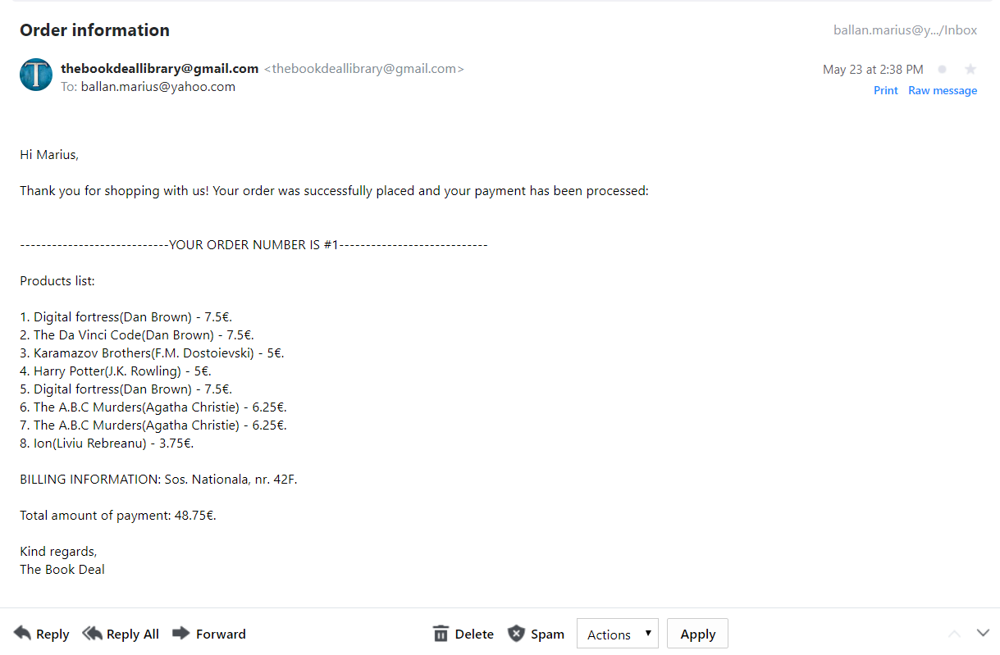 Order information
ballan.marius@y.../Inbox
T
thebookdeallibrary@gmail.com <thebookdeallibrary@gmail.com>
May 23 at 2:38 PM
To: ballan.marius@yahoo.com
Print Raw message
Hi Marius,
Thank you for shopping with us! Your order was successfully placed and your payment has been processed:
----------------------------YOUR ORDER NUMBER IS #1----------------------------
Products list:
1. Digital fortress(Dan Brown) - 7.5€.
2. The Da Vinci Code(Dan Brown) - 7.5€.
3. Karamazov Brothers(F.M. Dostoievski) - 5€.
4. Harry Potter(J.K. Rowling) - 5€.
5. Digital fortress(Dan Brown) - 7.5€.
6. The A.B.C Murders(Agatha Christie) - 6.25€.
7. The A.B.C Murders(Agatha Christie) - 6.25€.
8. Ion(Liviu Rebreanu) - 3.75€.
BILLING INFORMATION: Sos. Nationala, nr. 42F.
Total amount of payment: 48.75€.
Kind regards,
The Book Deal
Reply Reply All Forward Delete Spam Actions Apply